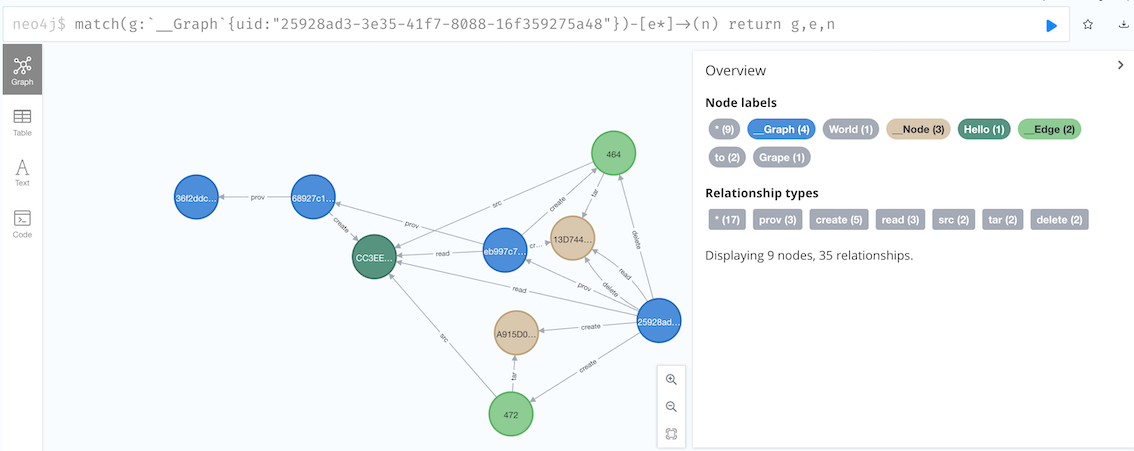 neo4j$ match(g:`__Graph`{uid:"25928ad3-3e35-41f7-8088-16f359275a48"})-[e*]->(n) return g,e,n
Graph
Table
Text
Code
464
36f2ddc...
prov
68927c1...
create
src
prov
create
tar
13D744...
cr...
eb997c7...
CC3EE...
read
delete
read
delete
read
prov
25928ad...
create
A915D0...
src
tar
create
472
Overview
Node labels
* (9) __Graph (4) World (1) __Node (3) Hello (1) __Edge (2)
to (2) Grape (1)
Relationship types
* (17) prov (3) create (5) read (3) src (2) tar (2) delete (2)
Displaying 9 nodes, 35 relationships.